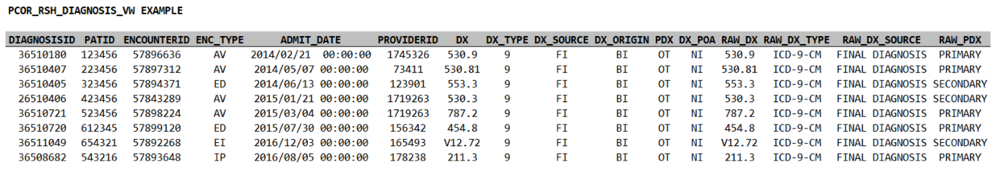 PCOR_RSH_DIAGNOSIS_VW EXAMPLE
DIAGNOSISID PATID ENCOUNTERID ENC_TYPE ADMIT_DATE PROVIDERID DX DX_TYPE DX_SOURCE DX_ORIGIN PDX DX_POA RAW_DX RAW_DX_TYPE RAW_DX_SOURCE RAW_PDX
36510180 123456 57896636 AV 2014/02/21 00:00:00 1745326 530.9 9 FI BI OT NI 530.9 ICD-9-CM FINAL DIAGNOSIS PRIMARY
36510407 223456 57897312 AV 2014/05/07 00:00:00 73411 530.81 9 FI BI OT NI 530.81 ICD-9-CM FINAL DIAGNOSIS PRIMARY
36510405 323456 57894371 ED 2014/06/13 00:00:00 123901 553.3 9 FI BI OT NI 553.3 ICD-9-CM FINAL DIAGNOSIS SECONDARY
26510406 423456 57843289 AV 2015/01/21 00:00:00 1719263 530.3 9 FI BI OT NI 530.3 ICD-9-CM FINAL DIAGNOSIS SECONDARY
36510721 523456 57898224 AV 2015/03/04 00:00:00 1719263 787.2 9 FI BI OT NI 787.2 ICD-9-CM FINAL DIAGNOSIS PRIMARY
36510720 612345 57899120 ED 2015/07/30 00:00:00 156342 454.8 9 FI BI OT NI 454.8 ICD-9-CM FINAL DIAGNOSIS PRIMARY
36511049 654321 57892268 EI 2016/12/03 00:00:00 165493 V12.72 9 FI BI OT NI V12.72 ICD-9-CM FINAL DIAGNOSIS SECONDARY
36508682 543216 57893648 IP 2016/08/05 00:00:00 178238 211.3 9 FI BI OT NI 211.3 ICD-9-CM FINAL DIAGNOSIS PRIMARY